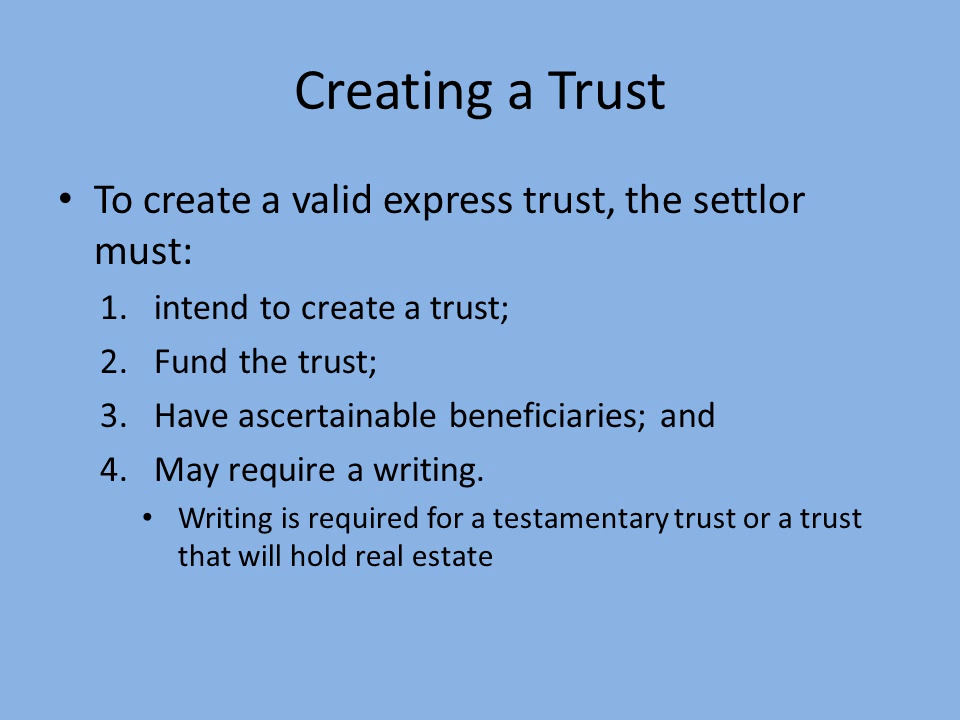 Creating a Trust
• To create a valid express trust, the settlor
must:
1. intend to create a trust;
2. Fund the trust;
3. Have ascertainable beneficiaries; and
4. May require a writing.
• Writing is required for a testamentary trust or a trust
that will hold real estate